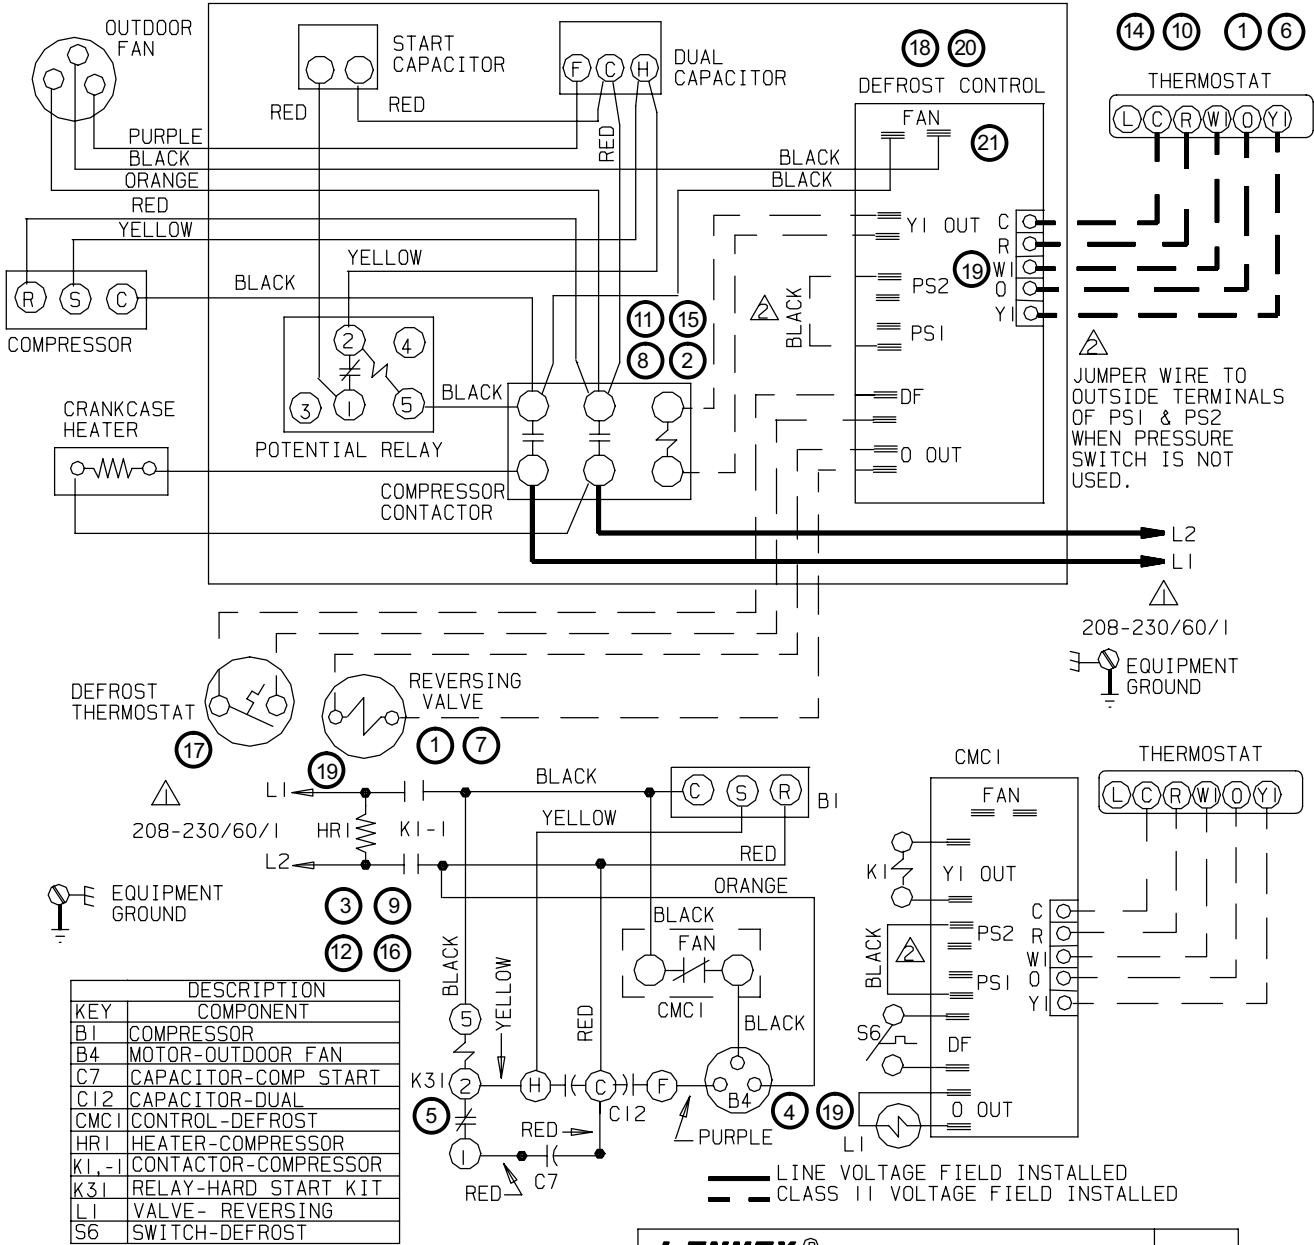 OUTDOOR
FAN
START
CAPACITOR
DUAL
CAPACITOR
F C H
18 20
DEFROST CONTROL
14 10 1 6
THERMOSTAT
L C R W1 O Y1
RED
RED
RED
FAN
21
PURPLE
BLACK
BLACK
BLACK
ORANGE
RED
YELLOW
YELLOW
BLACK
Y1 OUT
C
R
W1
O
Y1
19
PS2
PS1
BLACK
2
R S C
COMPRESSOR
11 15
8 2
2
4
3
1
5
BLACK
POTENTIAL RELAY
CRANKCASE
HEATER
COMPRESSOR
CONTACTOR
DF
O OUT
2
JUMPER WIRE TO
OUTSIDE TERMINALS
OF PS1 & PS2
WHEN PRESSURE
SWITCH IS NOT
USED.
L2
L1
1
208-230/60/1
EQUIPMENT
GROUND
DEFROST
THERMOSTAT
17
REVERSING
VALVE
1 7
19
1
208-230/60/1
L1
HR1
K1-1
L2
BLACK
C S R
B1
YELLOW
RED
ORANGE
EQUIPMENT
GROUND
3 9
12 16
BLACK
FAN
CMC1
BLACK
BLACK
YELLOW
RED
5
K31
2
5
1
H C F
C12
B4
4 19
PURPLE
RED
RED
C7
CMC1
FAN
THERMOSTAT
L C R W1 O Y1
K1
Y1 OUT
BLACK
2
PS2
PS1
C
R
W1
O
Y1
S6
DF
O OUT
L1
LINE VOLTAGE FIELD INSTALLED
CLASS II VOLTAGE FIELD INSTALLED
DESCRIPTION
KEY COMPONENT
B1 COMPRESSOR
B4 MOTOR-OUTDOOR FAN
C7 CAPACITOR-COMP START
C12 CAPACITOR-DUAL
CMC1 CONTROL-DEFROST
HR1 HEATER-COMPRESSOR
K1,-1 CONTACTOR-COMPRESSOR
K31 RELAY-HARD START KIT
L1 VALVE- REVERSING
S6 SWITCH-DEFROST
LENNOX®